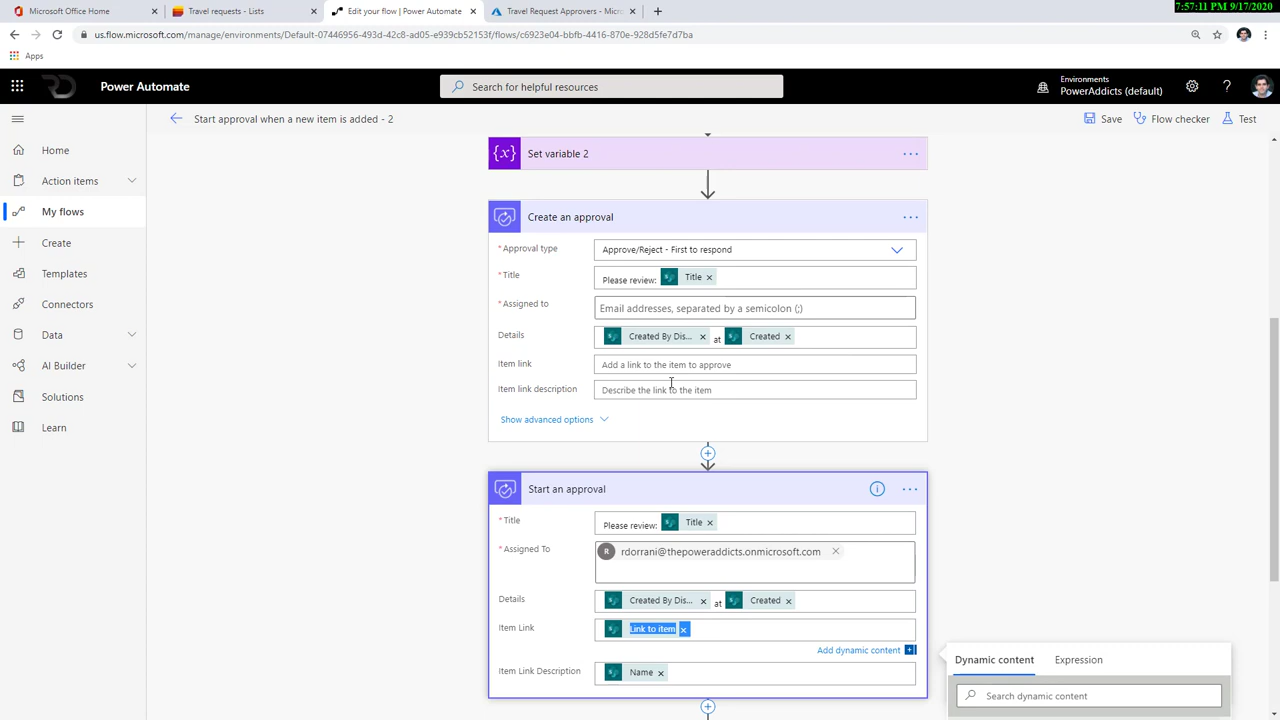 7:57:11 PM 9/17/2020
Microsoft Office Home
Travel requests - Lists
Edit your flow | Power Automate
Travel Request Approvers - Micros
us.flow.microsoft.com/manage/environments/Default-07446956-493d-42c8-ad05-e939cb52153f/flows/c6923e04-bbfb-4416-870e-928d5fe7d7ba
Apps
Power Automate
Search for helpful resources
Environments
PowerAddicts (default)
?
Start approval when a new item is added - 2
Save
Flow checker
Test
Home
Action items
My flows
Create
Templates
Connectors
Data
AI Builder
Solutions
Learn
{x} Set variable 2 ...
Create an approval ...
* Approval type Approve/Reject - First to respond
* Title Please review: Title ×
* Assigned to Email addresses, separated by a semicolon (;)
Details Created By Dis... × at Created ×
Item link Add a link to the item to approve
Item link description Describe the link to the item
Show advanced options
Start an approval ...
* Title Please review: Title ×
* Assigned To R rdorrani@thepoweraddicts.onmicrosoft.com ×
Details Created By Dis... × at Created ×
Item Link Link to item ×
Add dynamic content
Item Link Description Name ×
Dynamic content Expression
Search dynamic content